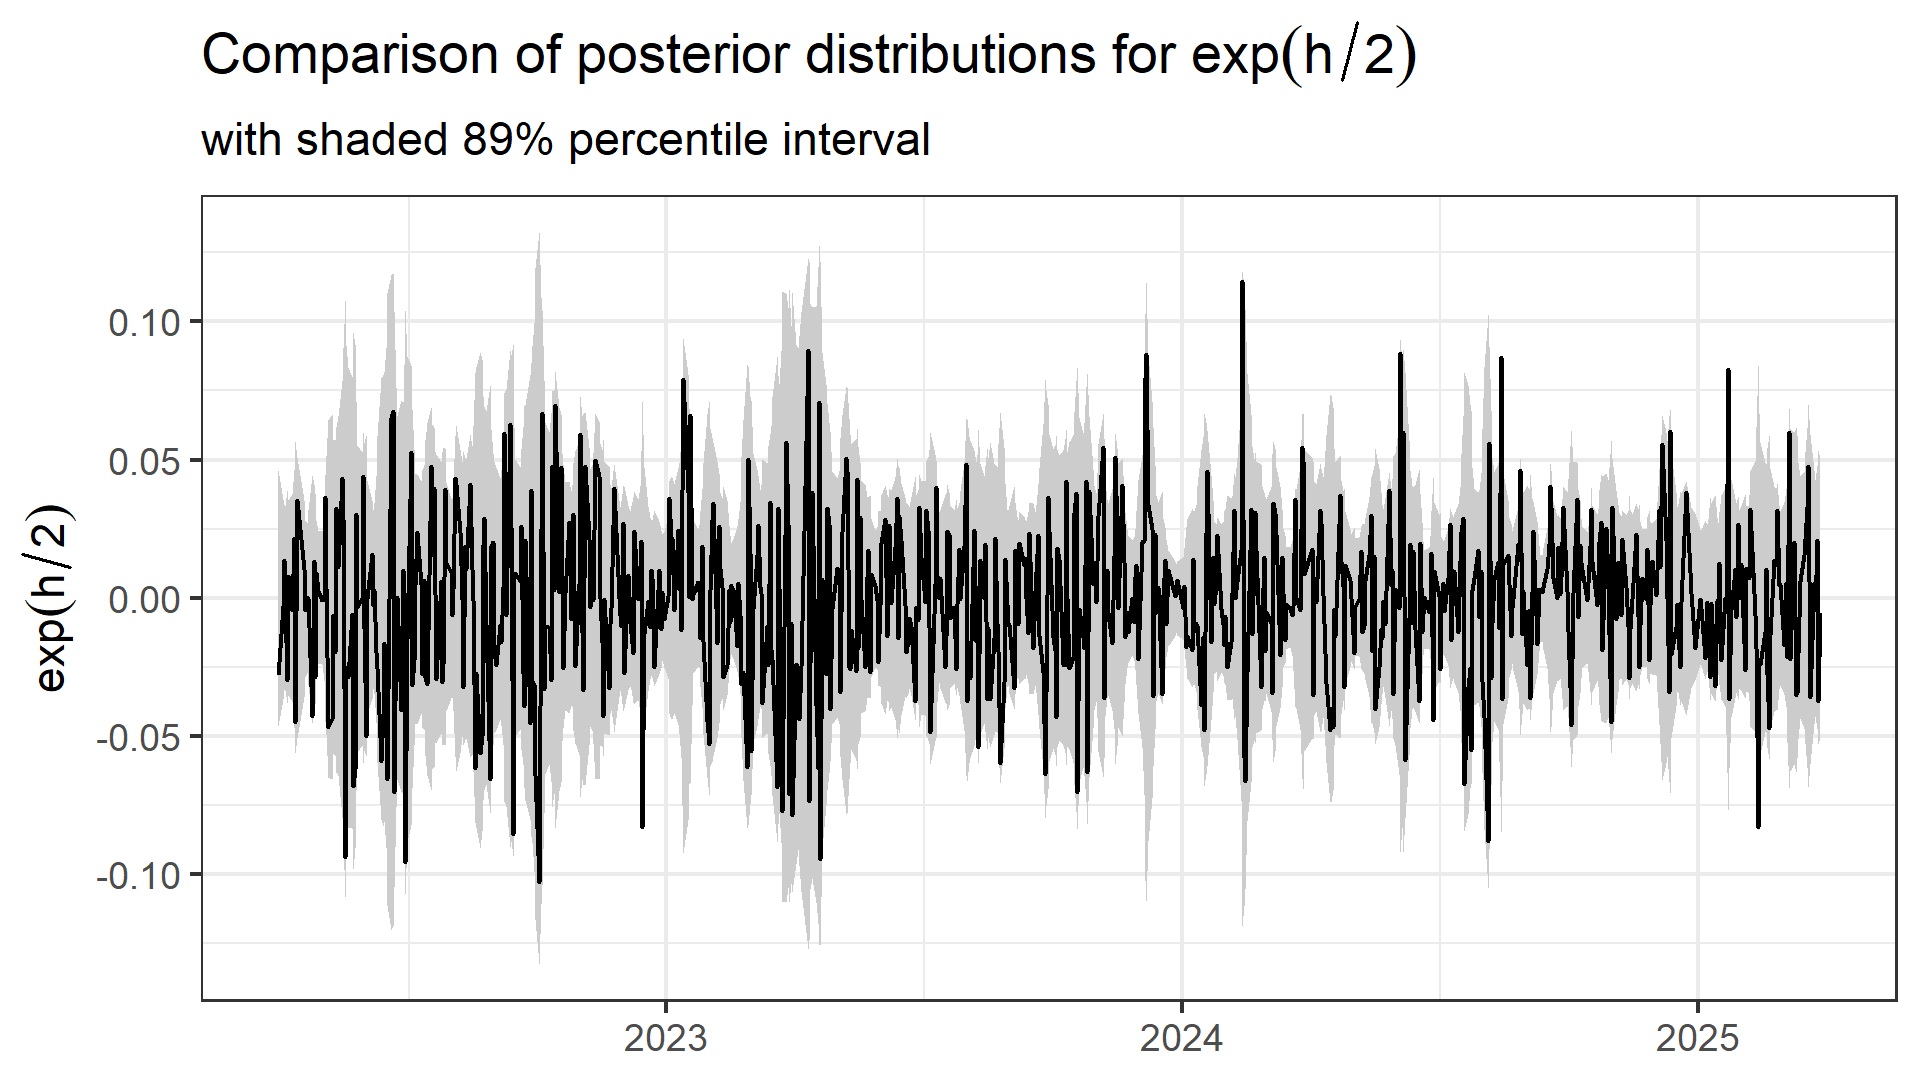 Comparison of posterior distributions for exp(h/2)
with shaded 89% percentile interval
exp(h/2)
0.10
0.05
0.00
-0.05
-0.10
2023
2024
2025